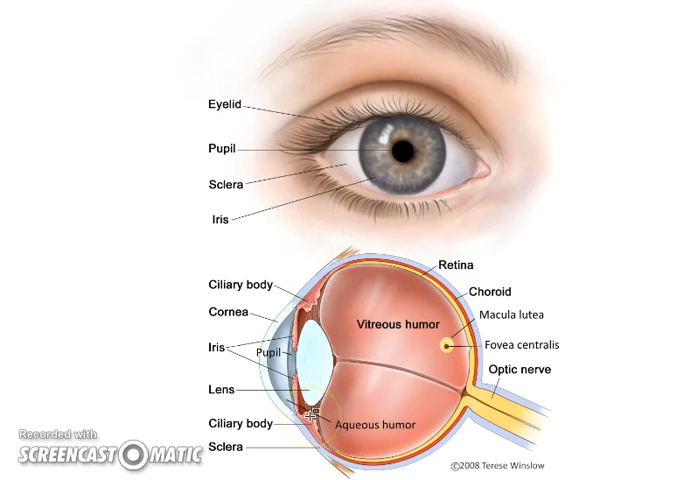 Eyelid
Pupil
Sclera
Iris
Retina
Ciliary body
Choroid
Cornea
Macula lutea
Vitreous humor
Iris
Pupil
Fovea centralis
Optic nerve
Lens
Ciliary body
Aqueous humor
Sclera
Recorded with
SCREENCAST MATIC
©2008 Terese Winslow